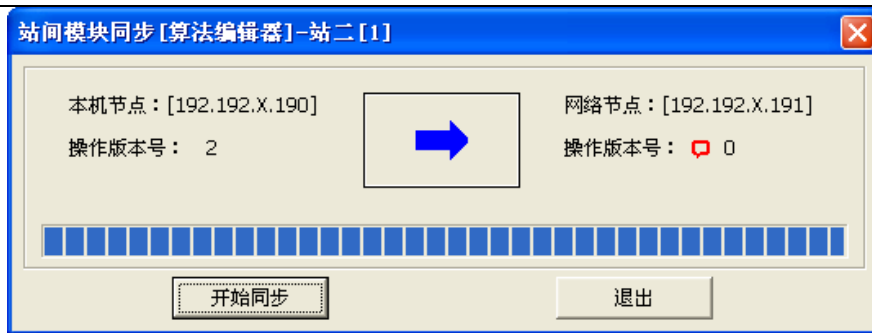 站间模块同步[算法编辑器]-站二[1]
本机节点：[192.192.X.190]
网络节点：[192.192.X.191]
操作版本号： 2
操作版本号： 0
开始同步
退出